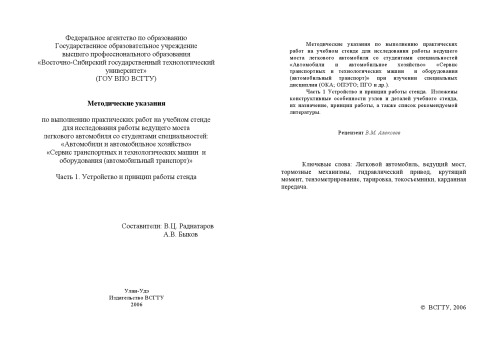 Федеральное агентство по образованию
Государственное образовательное учреждение
высшего профессионального образования
«Восточно-Сибирский государственный технологический
университет»
(ГОУ ВПО ВСГТУ)
Методические указания
по выполнению практических работ на учебном стенде
для исследования работы ведущего моста
легкового автомобиля со студентами специальностей:
«Автомобили и автомобильное хозяйство»
«Сервис транспортных и технологических машин и
оборудования (автомобильный транспорт)»
Часть 1. Устройство и принцип работы стенда
Составители: В.Ц. Раднатаров
А.В. Быков
Улан-Удэ
Издательство ВСГТУ
2006
Методические указания по выполнению практических
работ на учебном стенде для исследования работы ведущего
моста легкового автомобиля со студентами специальностей
«Автомобили и автомобильное хозяйство» «Сервис
транспортных и технологических машин и оборудования
(автомобильный транспорт)» при изучении специальных
дисциплин (ОКА; ОПЭУО; ПГО и др.).
Часть 1 Устройство и принцип работы стенда. Изложены
конструктивные особенности узлов и деталей учебного стенда,
их назначение, принцип работы, а также список рекомендуемой
литературы.
Рецензент В.М. Алексеев
Ключевые слова: Легковой автомобиль, ведущий мост,
тормозные механизмы, гидравлический привод, крутящий
момент, тензометрирование, тарировка, токосъемники, карданная
передача.
© ВСГТУ, 2006